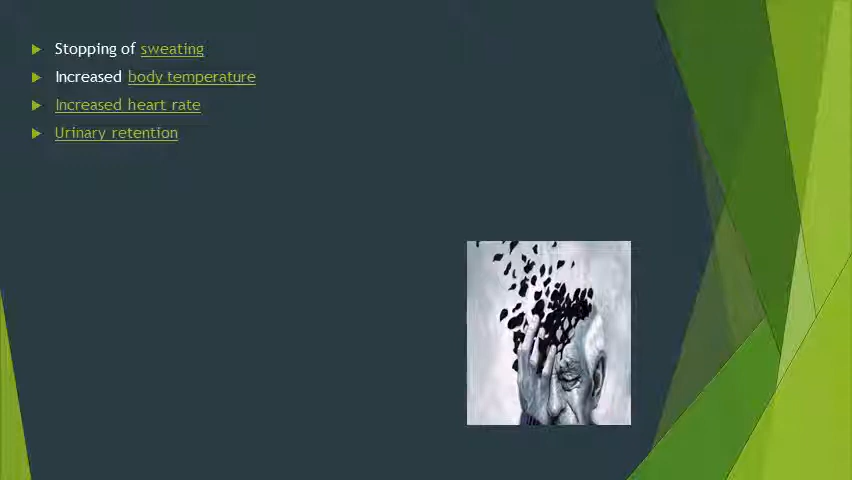 Stopping of sweating
Increased body temperature
Increased heart rate
Urinary retention